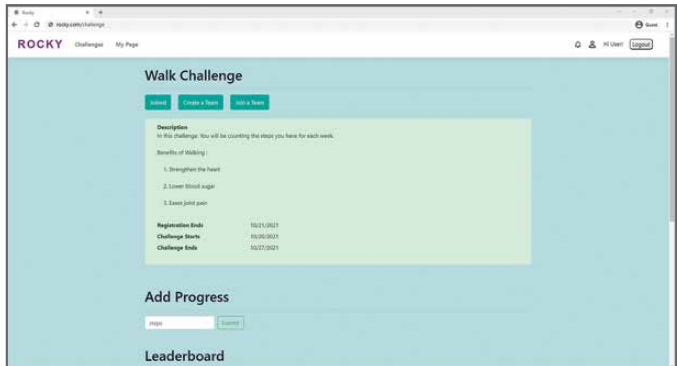 Rocky
rocky.com/challenge
Guest
ROCKY Challenges My Page Hi User! Logout
Walk Challenge
Joined Create a Team Join a Team
Description
In this challenge. You will be counting the steps you have for each week.
Benefits of Walking :
1. Strengthen the heart
2. Lower blood sugar
3. Eases joint pain
Registration Ends 10/21/2021
Challenge Starts 10/20/2021
Challenge Ends 10/27/2021
Add Progress
steps Submit
Leaderboard